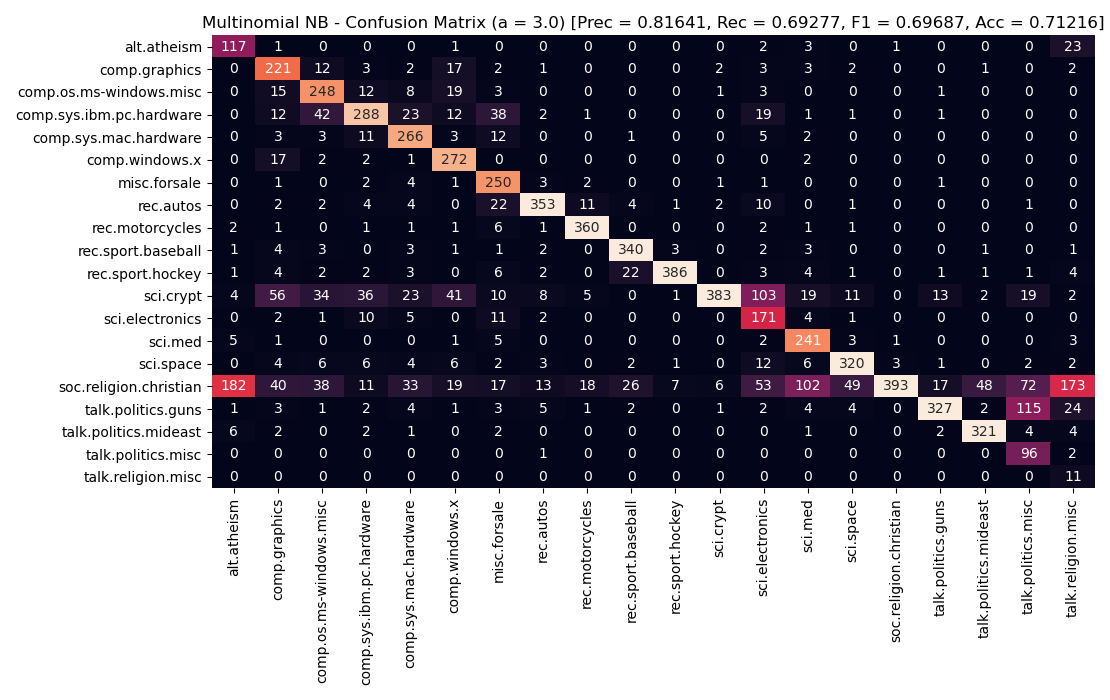 Multinomial NB - Confusion Matrix (a = 3.0) [Prec = 0.81641, Rec = 0.69277, F1 = 0.69687, Acc = 0.71216]
alt.atheism 117 1 0 0 0 1 0 0 0 0 0 0 2 3 0 1 0 0 0 23
comp.graphics 0 221 12 3 2 17 2 1 0 0 0 2 3 3 2 0 0 1 0 2
comp.os.ms-windows.misc 0 15 248 12 8 19 3 0 0 0 0 1 3 0 0 0 1 0 0 0
comp.sys.ibm.pc.hardware 0 12 42 288 23 12 38 2 1 0 0 0 19 1 1 0 1 0 0 0
comp.sys.mac.hardware 0 3 3 11 266 3 12 0 0 1 0 0 5 2 0 0 0 0 0 0
comp.windows.x 0 17 2 2 1 272 0 0 0 0 0 0 0 2 0 0 0 0 0 0
misc.forsale 0 1 0 2 4 1 250 3 2 0 0 1 1 0 0 0 1 0 0 0
rec.autos 0 2 2 4 4 0 22 353 11 4 1 2 10 0 1 0 0 0 1 0
rec.motorcycles 2 1 0 1 1 1 6 1 360 0 0 0 2 1 1 0 0 0 0 0
rec.sport.baseball 1 4 3 0 3 1 1 2 0 340 3 0 2 3 0 0 0 1 0 1
rec.sport.hockey 1 4 2 2 3 0 6 2 0 22 386 0 3 4 1 0 1 1 1 4
sci.crypt 4 56 34 36 23 41 10 8 5 0 1 383 103 19 11 0 13 2 19 2
sci.electronics 0 2 1 10 5 0 11 2 0 0 0 0 171 4 1 0 0 0 0 0
sci.med 5 1 0 0 0 1 5 0 0 0 0 0 2 241 3 1 0 0 0 3
sci.space 0 4 6 6 4 6 2 3 0 2 1 0 12 6 320 3 1 0 2 2
soc.religion.christian 182 40 38 11 33 19 17 13 18 26 7 6 53 102 49 393 17 48 72 173
talk.politics.guns 1 3 1 2 4 1 3 5 1 2 0 1 2 4 4 0 327 2 115 24
talk.politics.mideast 6 2 0 2 1 0 2 0 0 0 0 0 0 1 0 0 2 321 4 4
talk.politics.misc 0 0 0 0 0 0 0 1 0 0 0 0 0 0 0 0 0 0 96 2
talk.religion.misc 0 0 0 0 0 0 0 0 0 0 0 0 0 0 0 0 0 0 0 11
alt.atheism
comp.graphics
comp.os.ms-windows.misc
comp.sys.ibm.pc.hardware
comp.sys.mac.hardware
comp.windows.x
misc.forsale
rec.autos
rec.motorcycles
rec.sport.baseball
rec.sport.hockey
sci.crypt
sci.electronics
sci.med
sci.space
soc.religion.christian
talk.politics.guns
talk.politics.mideast
talk.politics.misc
talk.religion.misc